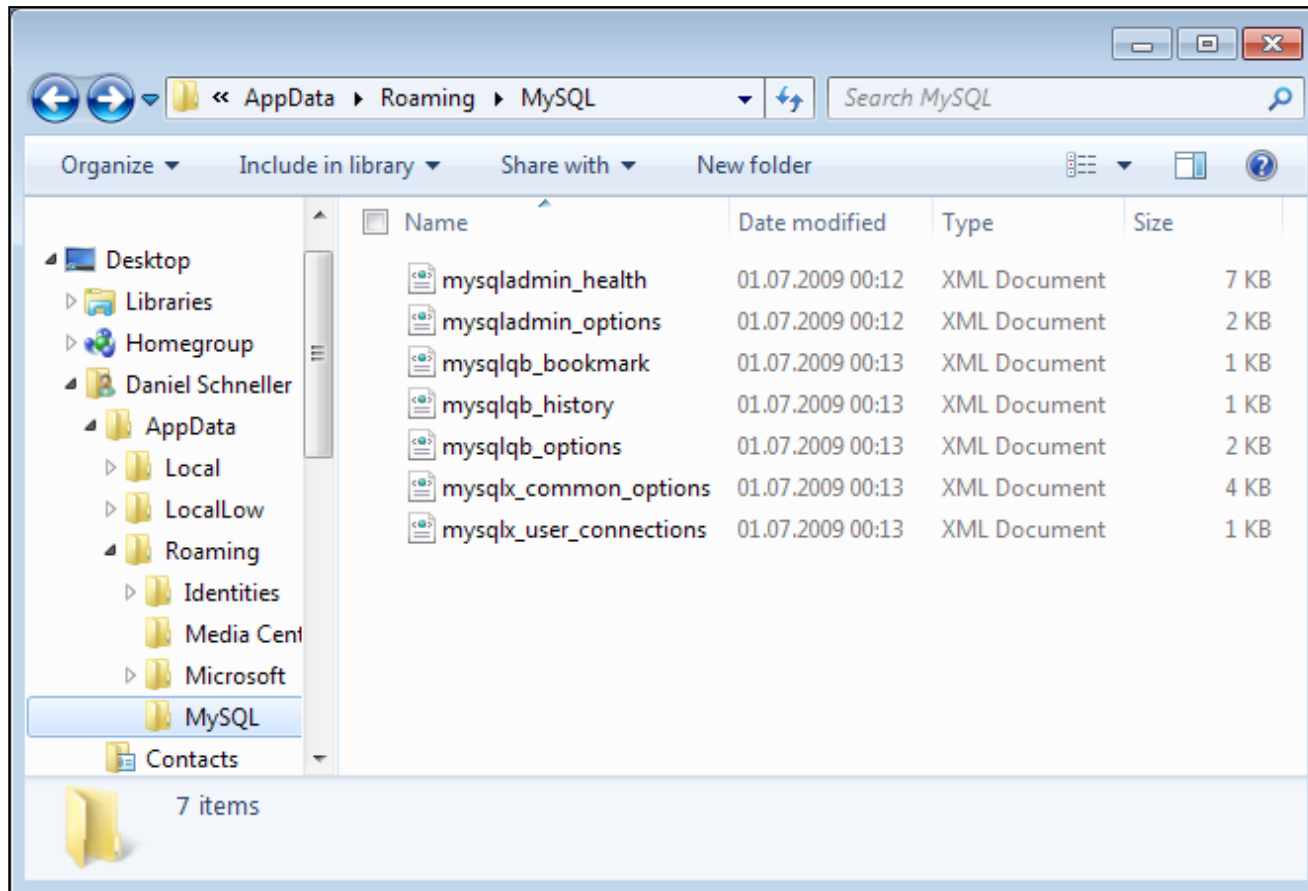 « AppData ▸ Roaming ▸ MySQL Search MySQL
Organize Include in library Share with New folder
Name Date modified Type Size
Desktop
Libraries
Homegroup
Daniel Schneller
AppData
Local
LocalLow
Roaming
Identities
Media Cent
Microsoft
MySQL
Contacts
mysqladmin_health 01.07.2009 00:12 XML Document 7 KB
mysqladmin_options 01.07.2009 00:12 XML Document 2 KB
mysqlqb_bookmark 01.07.2009 00:13 XML Document 1 KB
mysqlqb_history 01.07.2009 00:13 XML Document 1 KB
mysqlqb_options 01.07.2009 00:13 XML Document 2 KB
mysqlx_common_options 01.07.2009 00:13 XML Document 4 KB
mysqlx_user_connections 01.07.2009 00:13 XML Document 1 KB
7 items